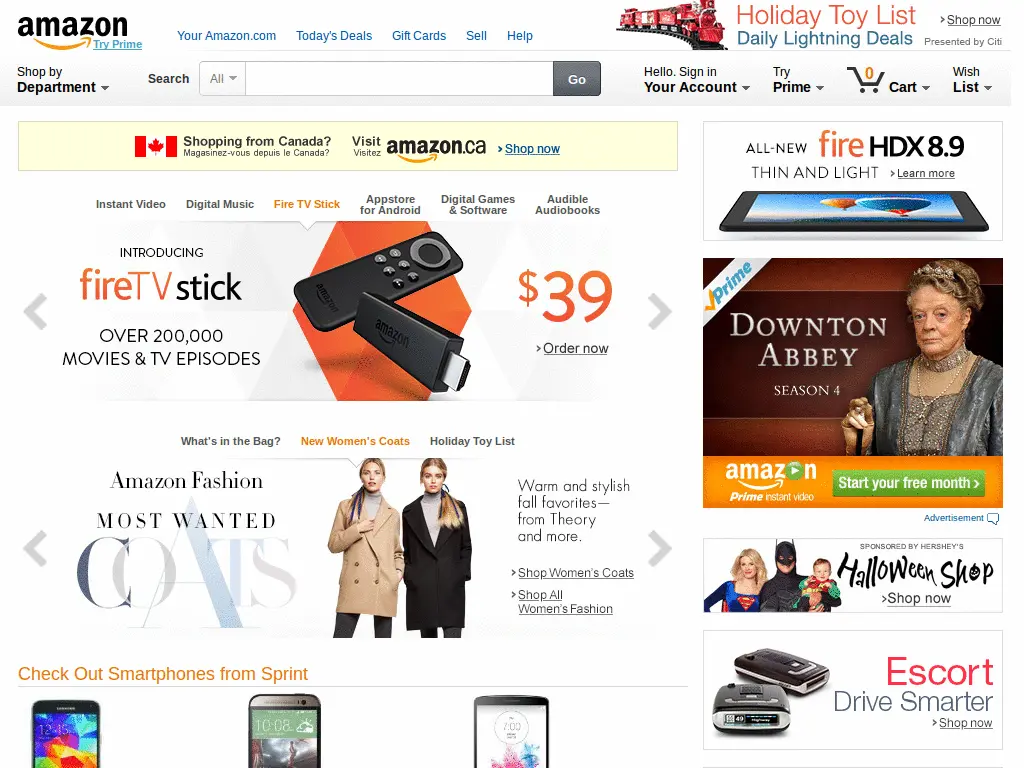 amazon
Try Prime
Your Amazon.com
Today's Deals
Gift Cards
Sell
Help
Holiday Toy List
Daily Lightning Deals
Shop now
Presented by Citi
Shop by
Department
Search
All
Go
Hello. Sign in
Your Account
Try
Prime
0
Cart
Wish
List
Shopping from Canada?
Magasinez-vous depuis le Canada?
Visit
Visitez
amazon.ca
Shop now
Instant Video
Digital Music
Fire TV Stick
Appstore
for Android
Digital Games
& Software
Audible
Audiobooks
INTRODUCING
fireTV stick
OVER 200,000
MOVIES & TV EPISODES
amazon
amazon
$39
Order now
What's in the Bag?
New Women's Coats
Holiday Toy List
Amazon Fashion
MOST WANTED
COATS
A
Warm and stylish
fall favorites—
from Theory
and more.
Shop Women's Coats
Shop All
Women's Fashion
Check Out Smartphones from Sprint
SAMSUNG
12:45
10:08
ALL-NEW fire HDX 8.9
THIN AND LIGHT
Learn more
Prime
DOWNTON
ABBEY
SEASON 4
amazon
Prime instant video
Start your free month
Advertisement
SPONSORED BY HERSHEY'S
Halloween Shop
Shop now
Escort
Drive Smarter
Shop now